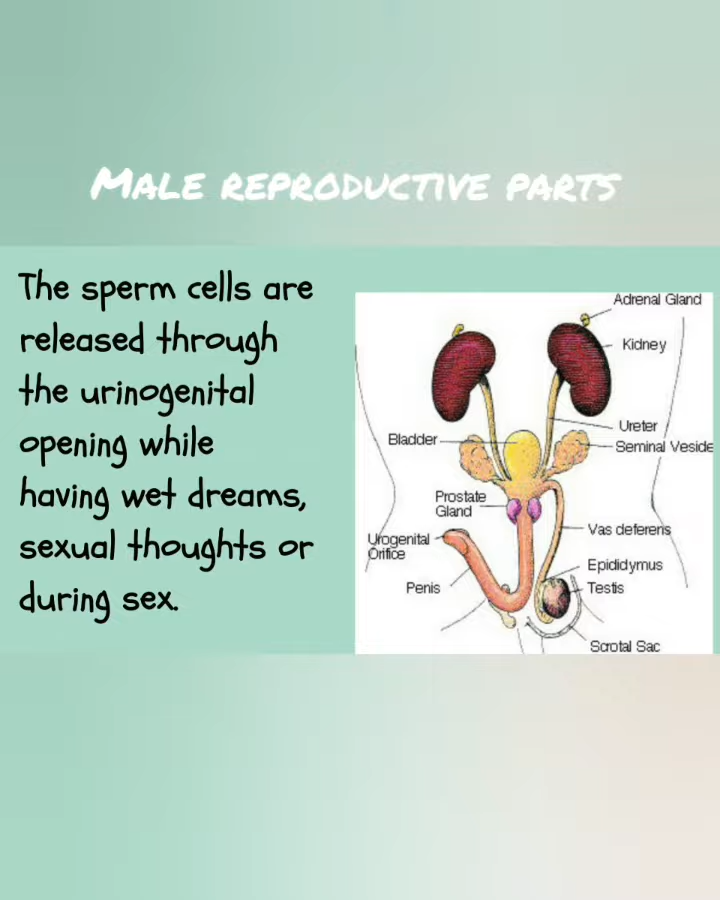 MALE REPRODUCTIVE PARTS
The sperm cells are
released through
the urinogenital
opening while
having wet dreams,
sexual thoughts or
during sex.
Adrenal Gland
Kidney
Ureter
Bladder
Seminal Veside
Prostate
Gland
Vas deferens
Urogenital
Orifice
Epididymus
Penis
Testis
Scrotal Sac